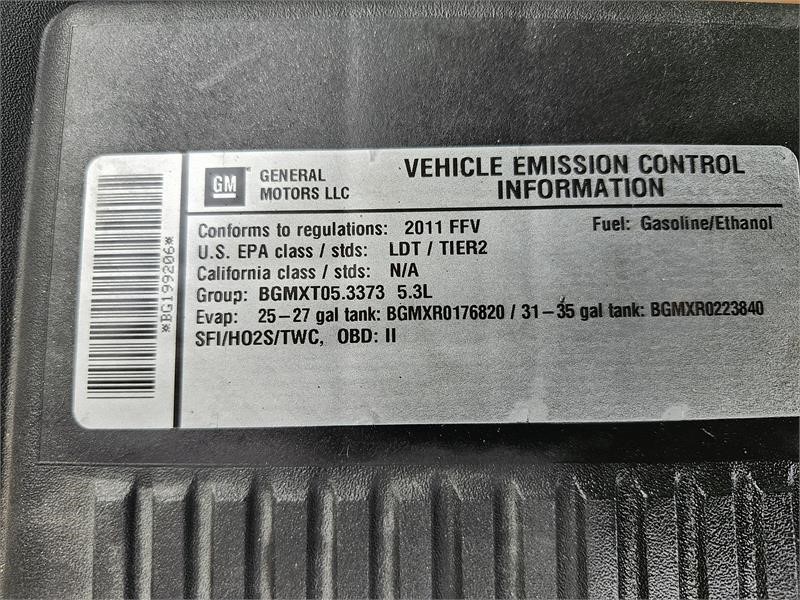 *BG199206*
GM
GENERAL
MOTORS LLC
VEHICLE EMISSION CONTROL
INFORMATION
Conforms to regulations: 2011 FFV
Fuel: Gasoline/Ethanol
U.S. EPA class / stds: LDT / TIER2
California class / stds: N/A
Group: BGMXT05.3373 5.3L
Evap: 25-27 gal tank: BGMXR0176820 / 31-35 gal tank: BGMXR0223840
SFI/HO2S/TWC, OBD: II